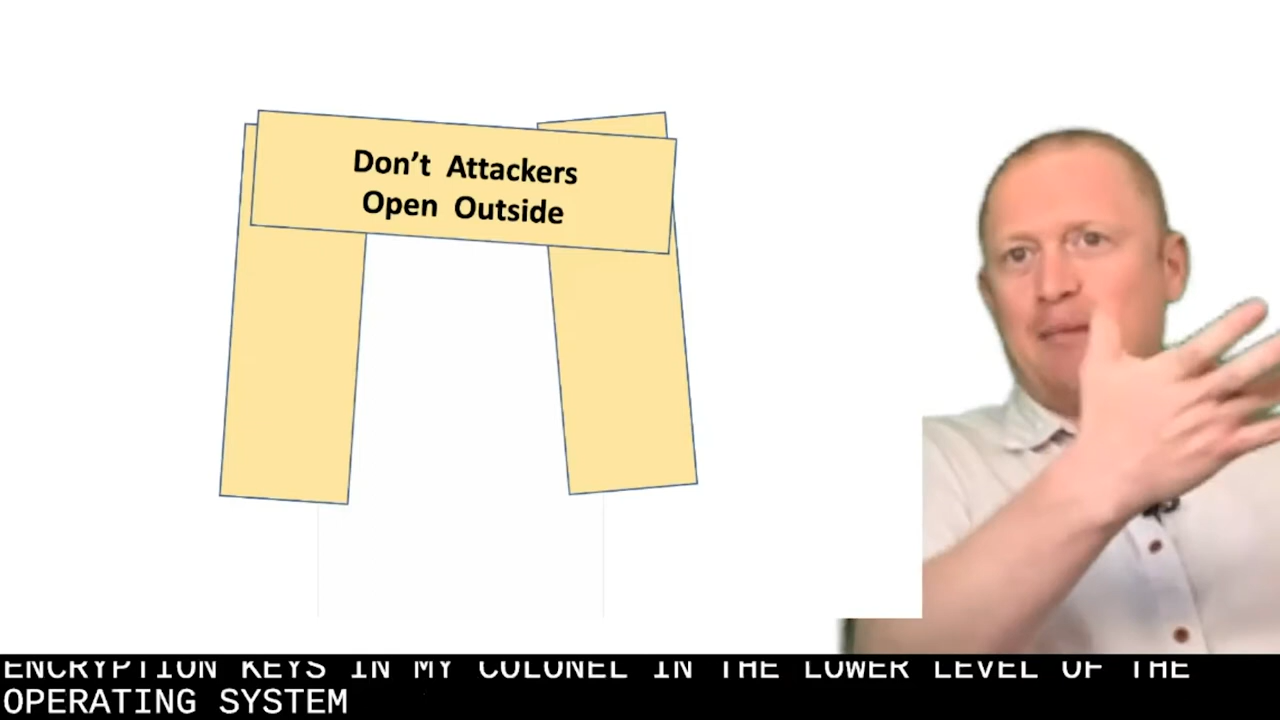 Don't Attackers
Open Outside
ENCRYPTION KEYS IN MY COLONEL IN THE LOWER LEVEL OF THE
OPERATING SYSTEM